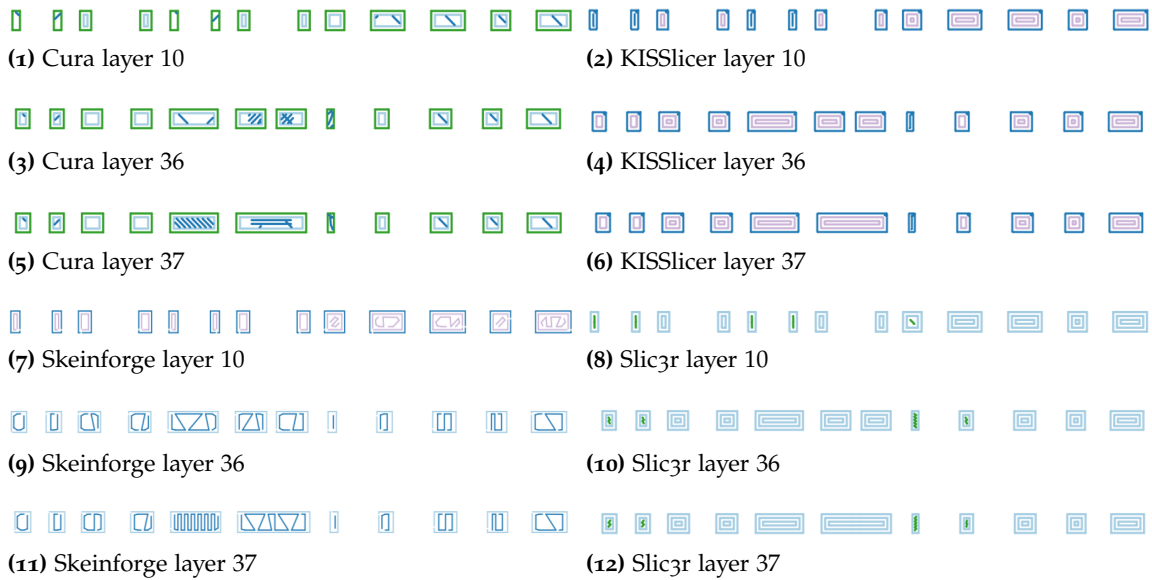 (1) Cura layer 10
(2) KISSlicer layer 10
(3) Cura layer 36
(4) KISSlicer layer 36
(5) Cura layer 37
(6) KISSlicer layer 37
(7) Skeinforge layer 10
(8) Slic3r layer 10
(9) Skeinforge layer 36
(10) Slic3r layer 36
(11) Skeinforge layer 37
(12) Slic3r layer 37